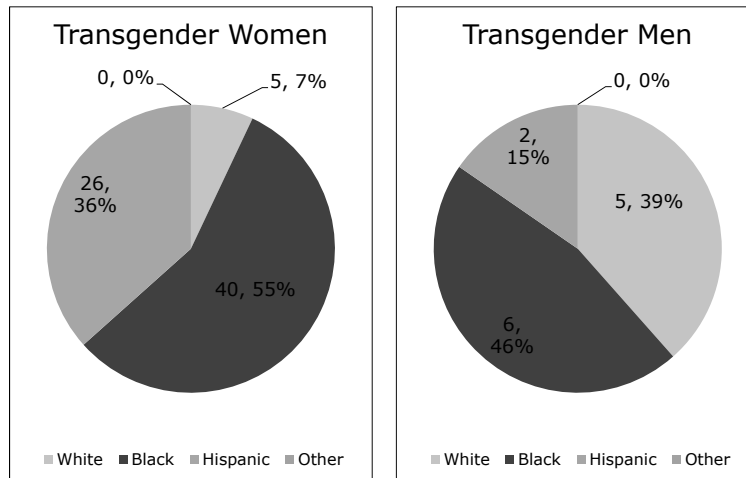 Transgender Women
0, 0%
5, 7%
26,
36%
40, 55%
White Black Hispanic Other
Transgender Men
0, 0%
2,
15%
5, 39%
6,
46%
White Black Hispanic Other